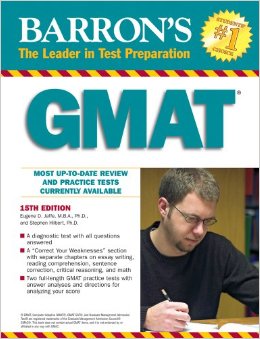 BARRON'S
The Leader in Test Preparation
STUDENTS'
#1
CHOICE
GMAT®
MOST UP-TO-DATE REVIEW
AND PRACTICE TESTS
CURRENTLY AVAILABLE
15TH EDITION
Eugene D. Jaffe, M.B.A., Ph.D.,
and Stephen Hilbert, Ph.D.
A diagnostic test with all questions
answered
A "Correct Your Weaknesses" section
with separate chapters on essay writing,
reading comprehension, sentence
correction, critical reasoning, and math
Two full-length GMAT practice tests with
answer analyses and directions for
analyzing your score